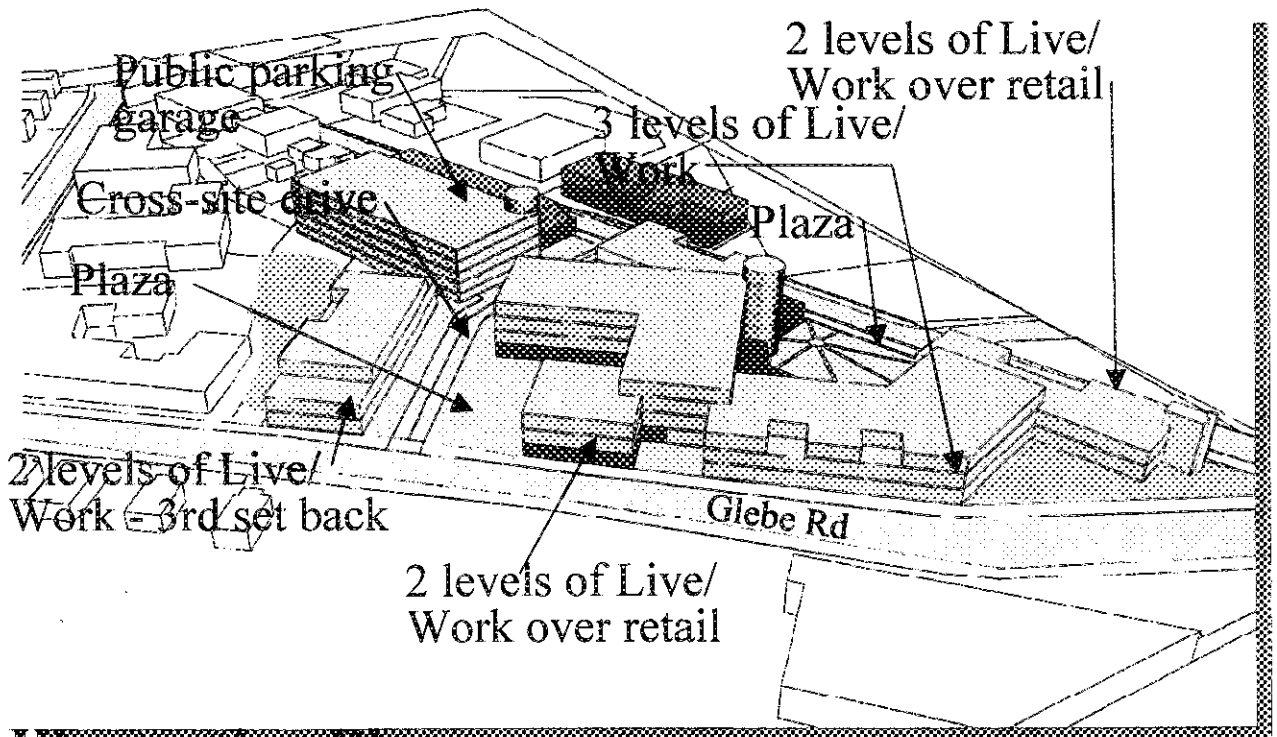 2 levels of Live/
Work over retail
Public parking
garage
3 levels of Live/
Work
Cross-site drive
Plaza
Plaza
2 levels of Live/
Work - 3rd set back
Glebe Rd
2 levels of Live/
Work over retail